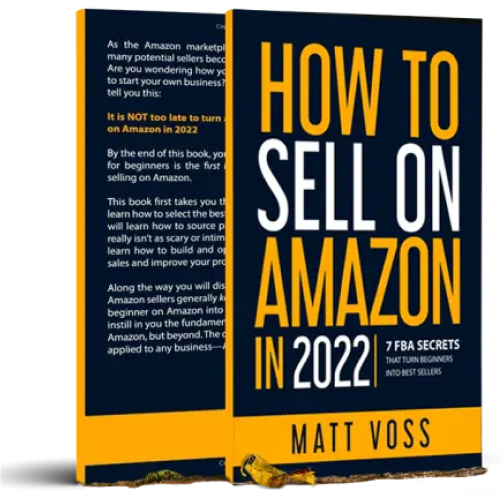 As the Amazon marketpl
many potential sellers beco
Are you wondering how yo
to start your own business?
tell you this:
It is NOT too late to turn
on Amazon in 2022
By the end of this book, you
for beginners is the first
selling on Amazon.
This book first takes you th
learn how to select the best
will learn how to source p
really isn't as scary or intim
learn how to build and op
sales and improve your pro
Along the way you will dis
Amazon sellers generally
beginner on Amazon into
instill in you the fundamen
Amazon, but beyond. The
applied to any business—A
HOW TO
SELL ON
AMAZON
IN 2022
7 FBA SECRETS
THAT TURN BEGINNERS
INTO BEST SELLERS
MATT VOSS